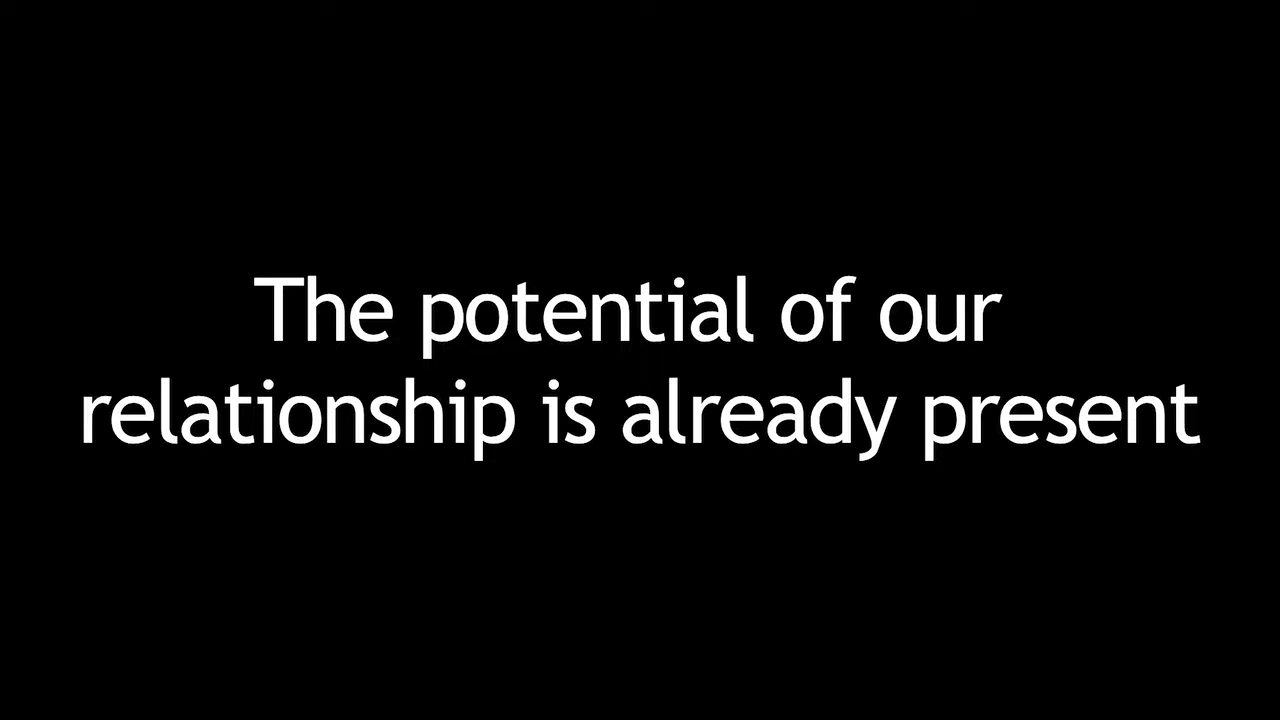 The potential of our
relationship is already present